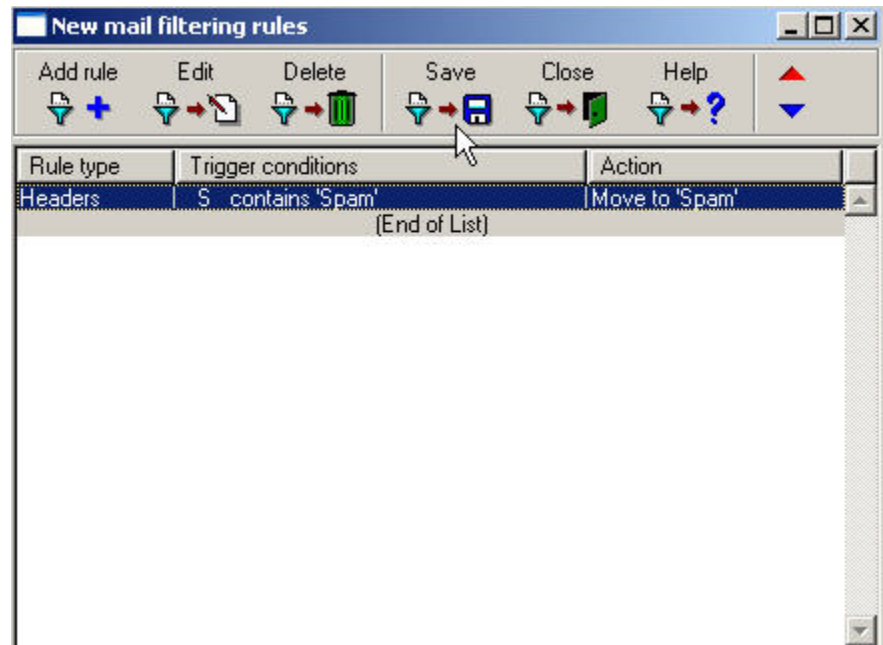 New mail filtering rules
Add rule Edit Delete Save Close Help
Rule type Trigger conditions Action
Headers S contains 'Spam' Move to 'Spam'
(End of List)